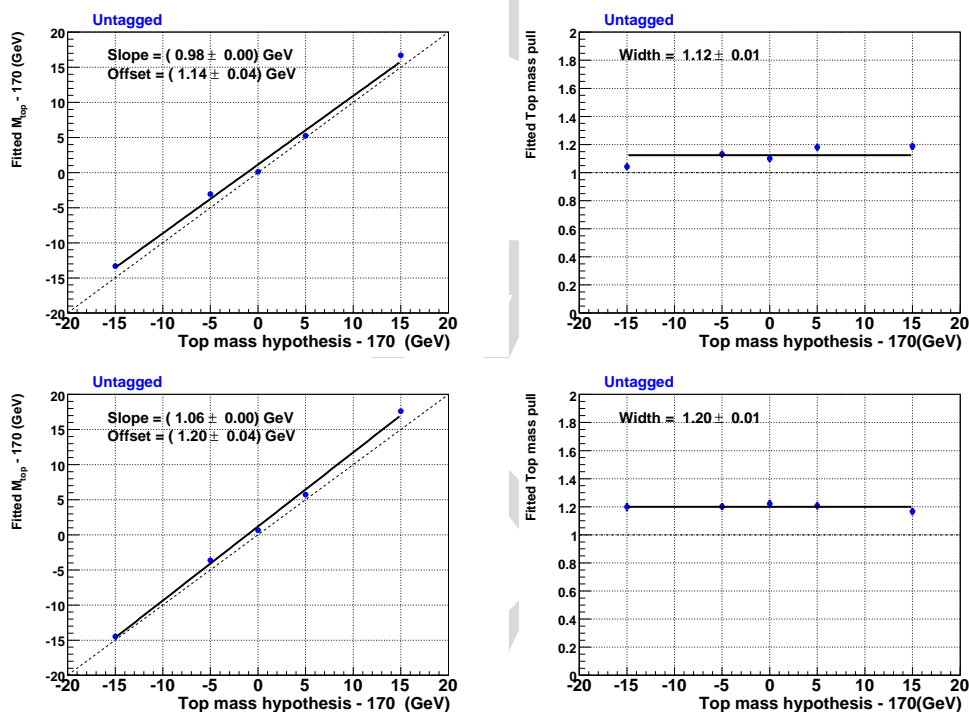 Untagged
Slope = ( 0.98 ± 0.00) GeV
Offset = ( 1.14 ± 0.04) GeV
Fitted Mtop - 170 (GeV)
20
15
10
5
0
-5
-10
-15
-20
-20 -15 -10 -5 0 5 10 15 20
Top mass hypothesis - 170 (GeV)
Untagged
Width = 1.12 ± 0.01
Fitted Top mass pull
2
1.8
1.6
1.4
1.2
1
0.8
0.6
0.4
0.2
0
-20 -15 -10 -5 0 5 10 15 20
Top mass hypothesis - 170(GeV)
Untagged
Slope = ( 1.06 ± 0.00) GeV
Offset = ( 1.20 ± 0.04) GeV
Fitted Mtop - 170 (GeV)
20
15
10
5
0
-5
-10
-15
-20
-20 -15 -10 -5 0 5 10 15 20
Top mass hypothesis - 170 (GeV)
Untagged
Width = 1.20 ± 0.01
Fitted Top mass pull
2
1.8
1.6
1.4
1.2
1
0.8
0.6
0.4
0.2
0
-20 -15 -10 -5 0 5 10 15 20
Top mass hypothesis - 170(GeV)